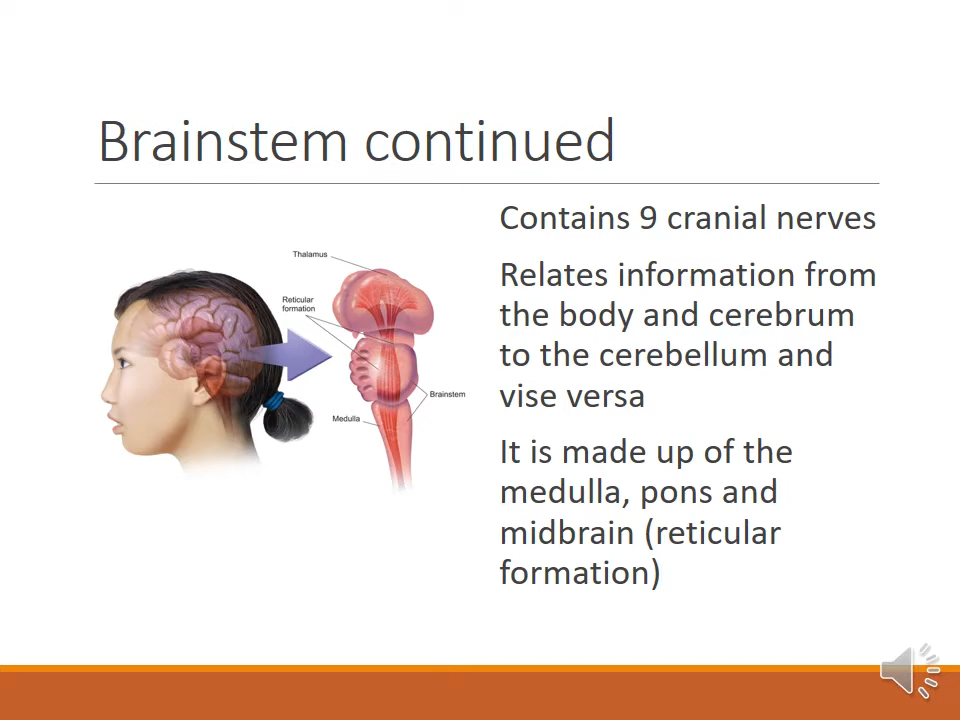 Brainstem continued
Contains 9 cranial nerves
Relates information from
the body and cerebrum
to the cerebellum and
vise versa
It is made up of the
medulla, pons and
midbrain (reticular
formation)
Thalamus
Reticular
formation
Brainstem
Medulla